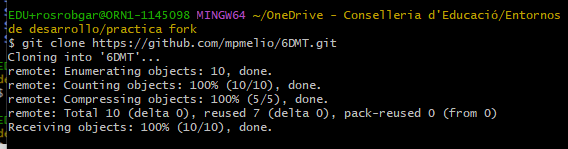 EDU+rosrobgar@ORN1-1145098 MINGW64 ~/OneDrive - Conselleria d'Educació/Entornos
de desarrollo/practica fork
$ git clone https://github.com/mpmelio/6DMT.git
Cloning into '6DMT'...
remote: Enumerating objects: 10, done.
remote: Counting objects: 100% (10/10), done.
remote: Compressing objects: 100% (5/5), done.
remote: Total 10 (delta 0), reused 7 (delta 0), pack-reused 0 (from 0)
Receiving objects: 100% (10/10), done.